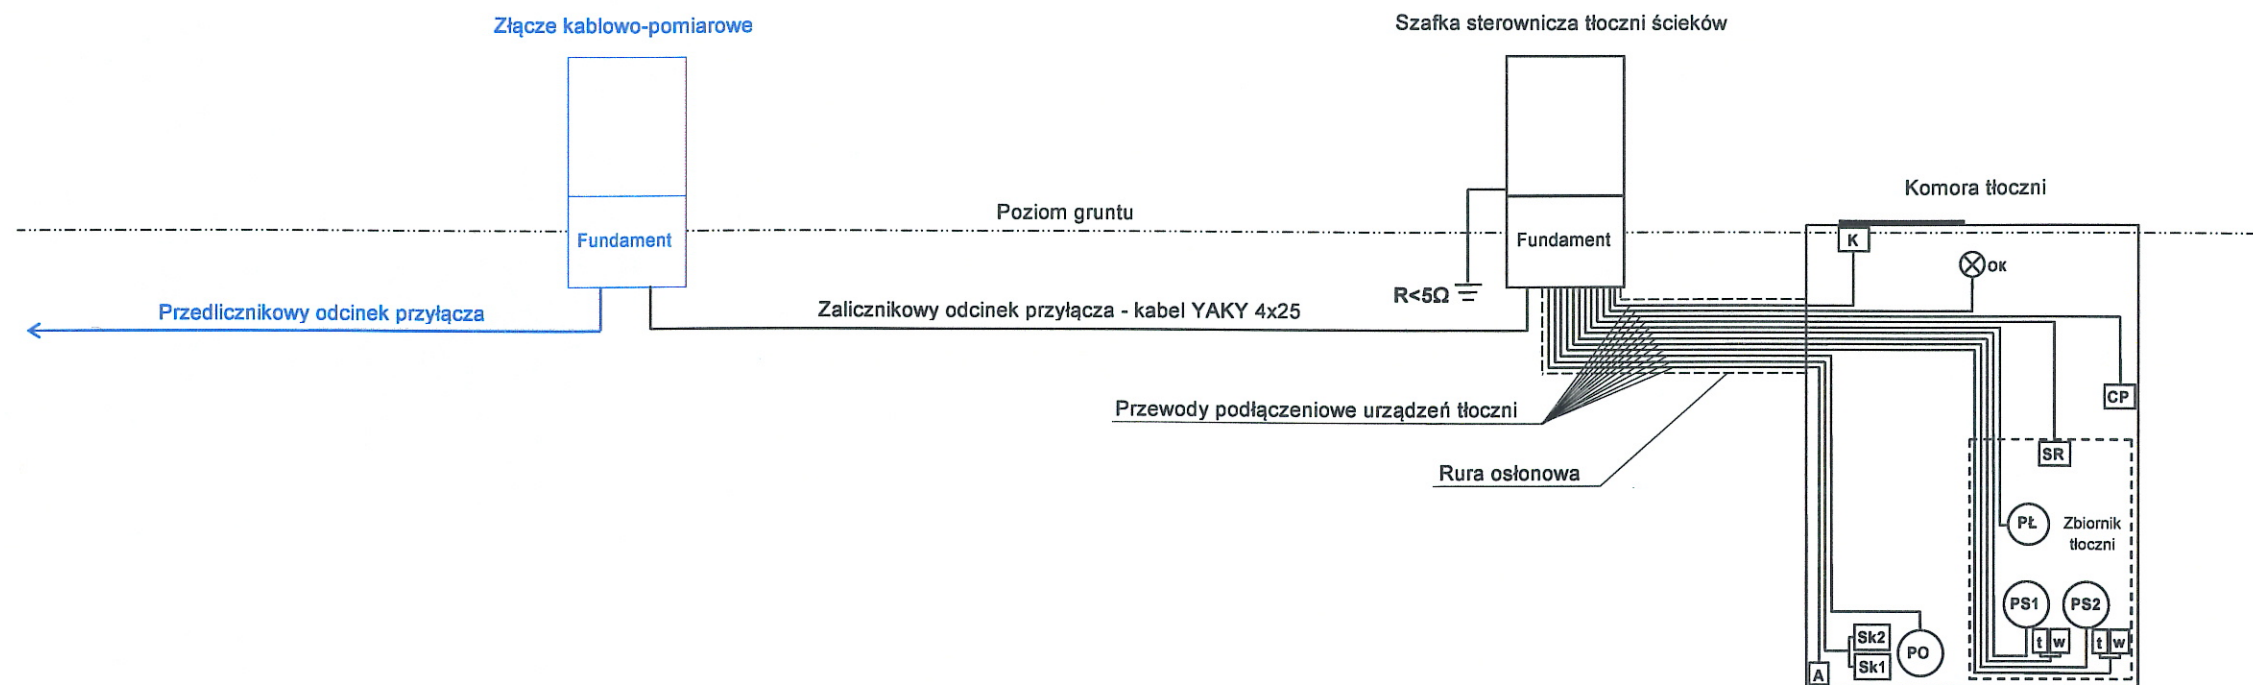 Złącze kablowo-pomiarowe
Szafka sterownicza tłoczni ścieków
Komora tłoczni
Poziom gruntu
Fundament
Fundament
K
OK
R<5Ω
Przedlicznikowy odcinek przyłącza
Zalicznikowy odcinek przyłącza - kabel YAKY 4x25
CP
Przewody podłączeniowe urządzeń tłoczni
SR
Rura osłonowa
PŁ
Zbiornik
tłoczni
PS1
PS2
t
w
t
w
Sk2
Sk1
PO
A